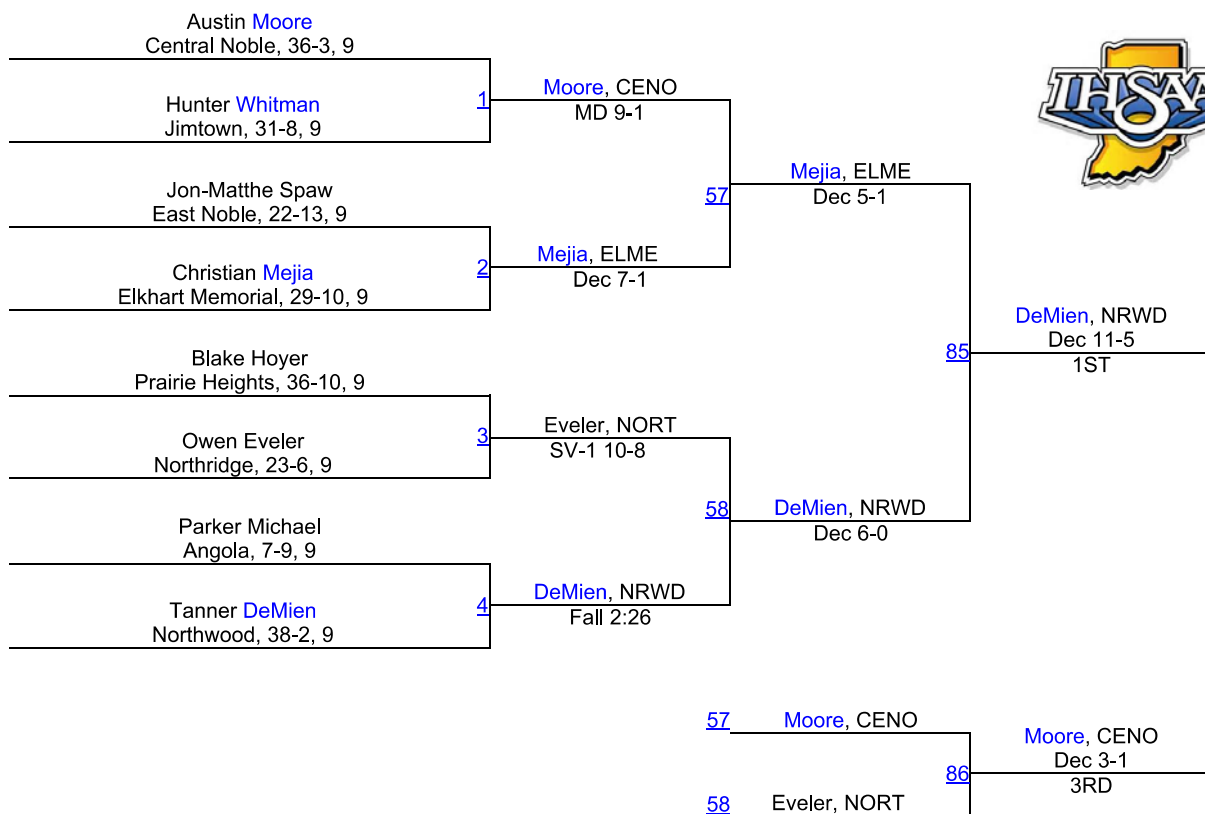 Austin Moore
Central Noble, 36-3, 9
Hunter Whitman
Jimtown, 31-8, 9
1
Moore, CENO
MD 9-1
Jon-Matthe Spaw
East Noble, 22-13, 9
Christian Mejia
Elkhart Memorial, 29-10, 9
2
Mejia, ELME
Dec 7-1
57
Mejia, ELME
Dec 5-1
Blake Hoyer
Prairie Heights, 36-10, 9
Owen Eveler
Northridge, 23-6, 9
3
Eveler, NORT
SV-1 10-8
Parker Michael
Angola, 7-9, 9
Tanner DeMien
Northwood, 38-2, 9
4
DeMien, NRWD
Fall 2:26
58
DeMien, NRWD
Dec 6-0
85
DeMien, NRWD
Dec 11-5
1ST
IHSAA
57
Moore, CENO
58
Eveler, NORT
86
Moore, CENO
Dec 3-1
3RD